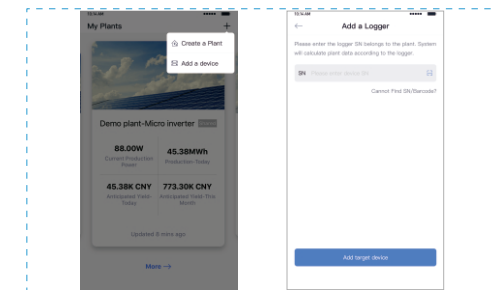 My Plants +
Create a Plant
Add a device
Demo plant-Micro inverter
88.00W
Current Production Power
45.38MWh
Production-Today
45.38K CNY
Anticipated Yield-
Today
773.30K CNY
Anticipated Yield-This
Month
Updated 8 mins ago
More →
← Add a Logger
Please enter the logger SN belongs to the plant. System
will calculate plant data according to the logger.
SN Please enter device SN
Cannot Find SN/Barcode?
Add target device